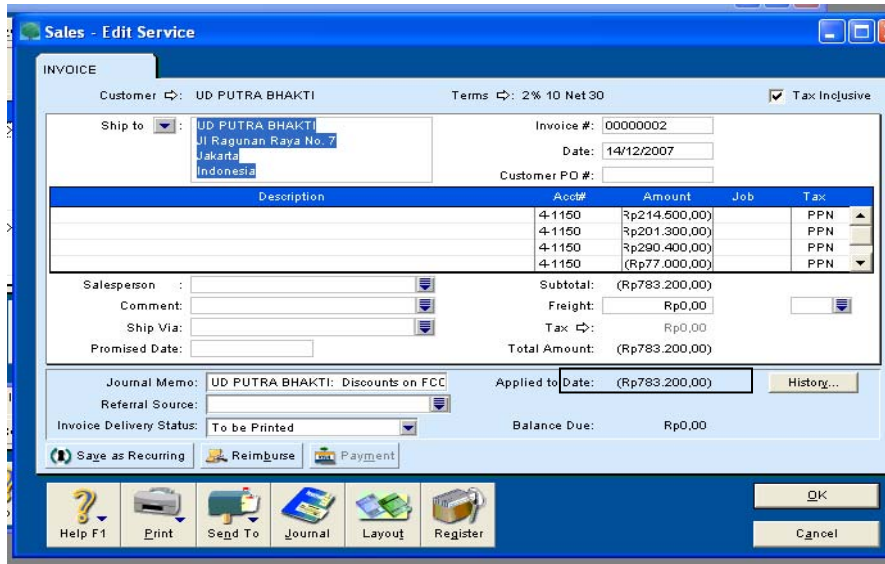 Sales - Edit Service
INVOICE
Customer ⇨: UD PUTRA BHAKTI Terms ⇨: 2% 10 Net 30 Tax Inclusive
Ship to : UD PUTRA BHAKTI Invoice #: 00000002
Jl Ragunan Raya No. 7
Jakarta Date: 14/12/2007
Indonesia Customer PO #:
Description Acct# Amount Job Tax
4-1150 Rp214.500,00) PPN
4-1150 Rp201.300,00) PPN
4-1150 Rp290.400,00) PPN
4-1150 (Rp77.000,00) PPN
Salesperson : Subtotal: (Rp783.200,00)
Comment: Freight: Rp0,00
Ship Via: Tax ⇨: Rp0,00
Promised Date: Total Amount: (Rp783.200,00)
Journal Memo: UD PUTRA BHAKTI: Discounts on FCC Applied to Date: (Rp783.200,00) History...
Referral Source:
Invoice Delivery Status: To be Printed Balance Due: Rp0,00
Save as Recurring Reimburse Payment
Help F1 Print Send To Journal Layout Register OK
Cancel